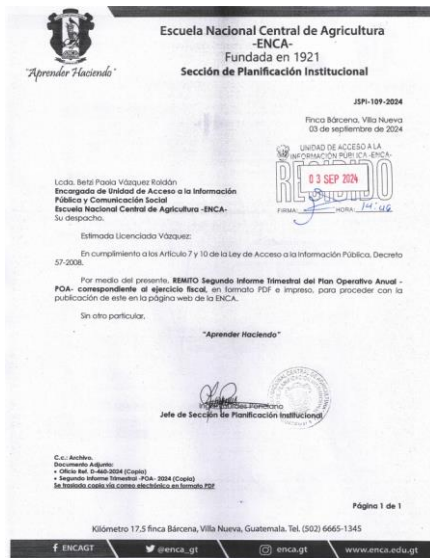 Escuela Nacional Central de Agricultura
-ENCA-
Fundada en 1921
Sección de Planificación Institucional
"Aprender Haciendo"
JSPI-109-2024
Finca Bárcena, Villa Nueva
03 de septiembre de 2024
UNIDAD DE ACCESO A LA
INFORMACIÓN PÚBLICA -ENCA-
RECIBIDO
03 SEP 2024
FIRMA: HORA: 14:46
Lcda. Betzi Paola Vázquez Roldán
Encargada de Unidad de Acceso a la Información
Pública y Comunicación Social
Escuela Nacional Central de Agricultura -ENCA-
Su despacho.
Estimada Licenciada Vázquez:
En cumplimiento a los Artículo 7 y 10 de la Ley de Acceso a la Información Pública, Decreto
57-2008.
Por medio del presente, REMITO Segundo Informe Trimestral del Plan Operativo Anual -
POA- correspondiente al ejercicio fiscal, en formato PDF e impreso, para proceder con la
publicación de este en la página web de la ENCA.
Sin otro particular,
"Aprender Haciendo"
Jefe de Sección de Planificación Institucional
C.c.: Archivo.
Documento Adjunto:
• Oficio Ref. D-460-2024 (Copia)
• Segundo Informe Trimestral -POA- 2024 (Copia)
Se traslada copia vía correo electrónico en formato PDF
Página 1 de 1
Kilómetro 17.5 finca Bárcena, Villa Nueva, Guatemala. Tel. (502) 6665-1345
ENCAGT @enca_gt enca.gt www.enca.edu.gt